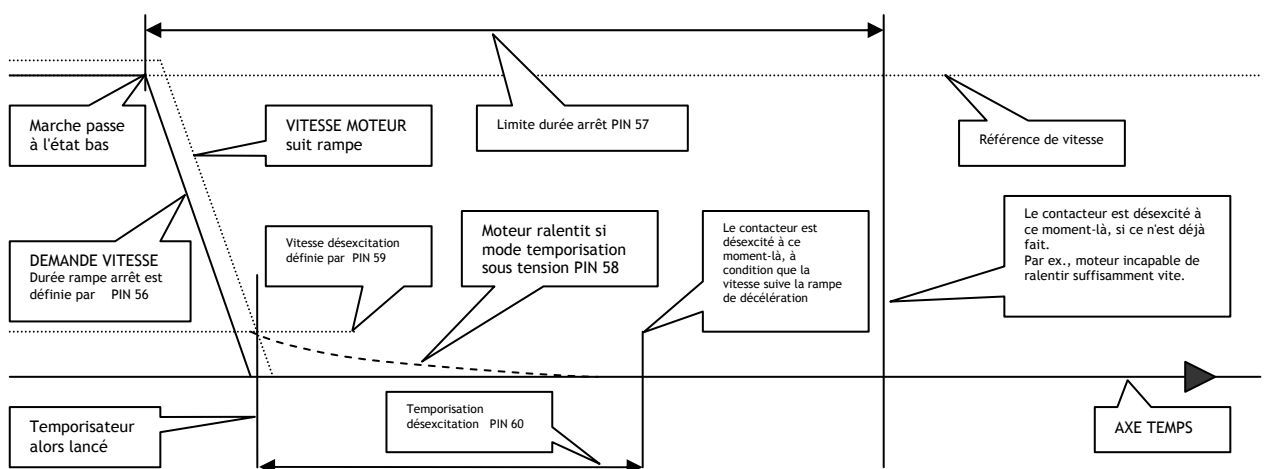 Marche passe
à l'état bas
VITESSE MOTEUR
suit rampe
Limite durée arrêt PIN 57
Référence de vitesse
DEMANDE VITESSE
Durée rampe arrêt est
définie par PIN 56
Vitesse désexcitation
définie par PIN 59
Moteur ralentit si
mode temporisation
sous tension PIN 58
Le contacteur est
désexcité à ce
moment-là, à
condition que la
vitesse suive la rampe
de décélération
Le contacteur est désexcité à
ce moment-là, si ce n'est déjà
fait.
Par ex., moteur incapable de
ralentir suffisamment vite.
Temporisateur
alors lancé
Temporisation
désexcitation PIN 60
AXE TEMPS